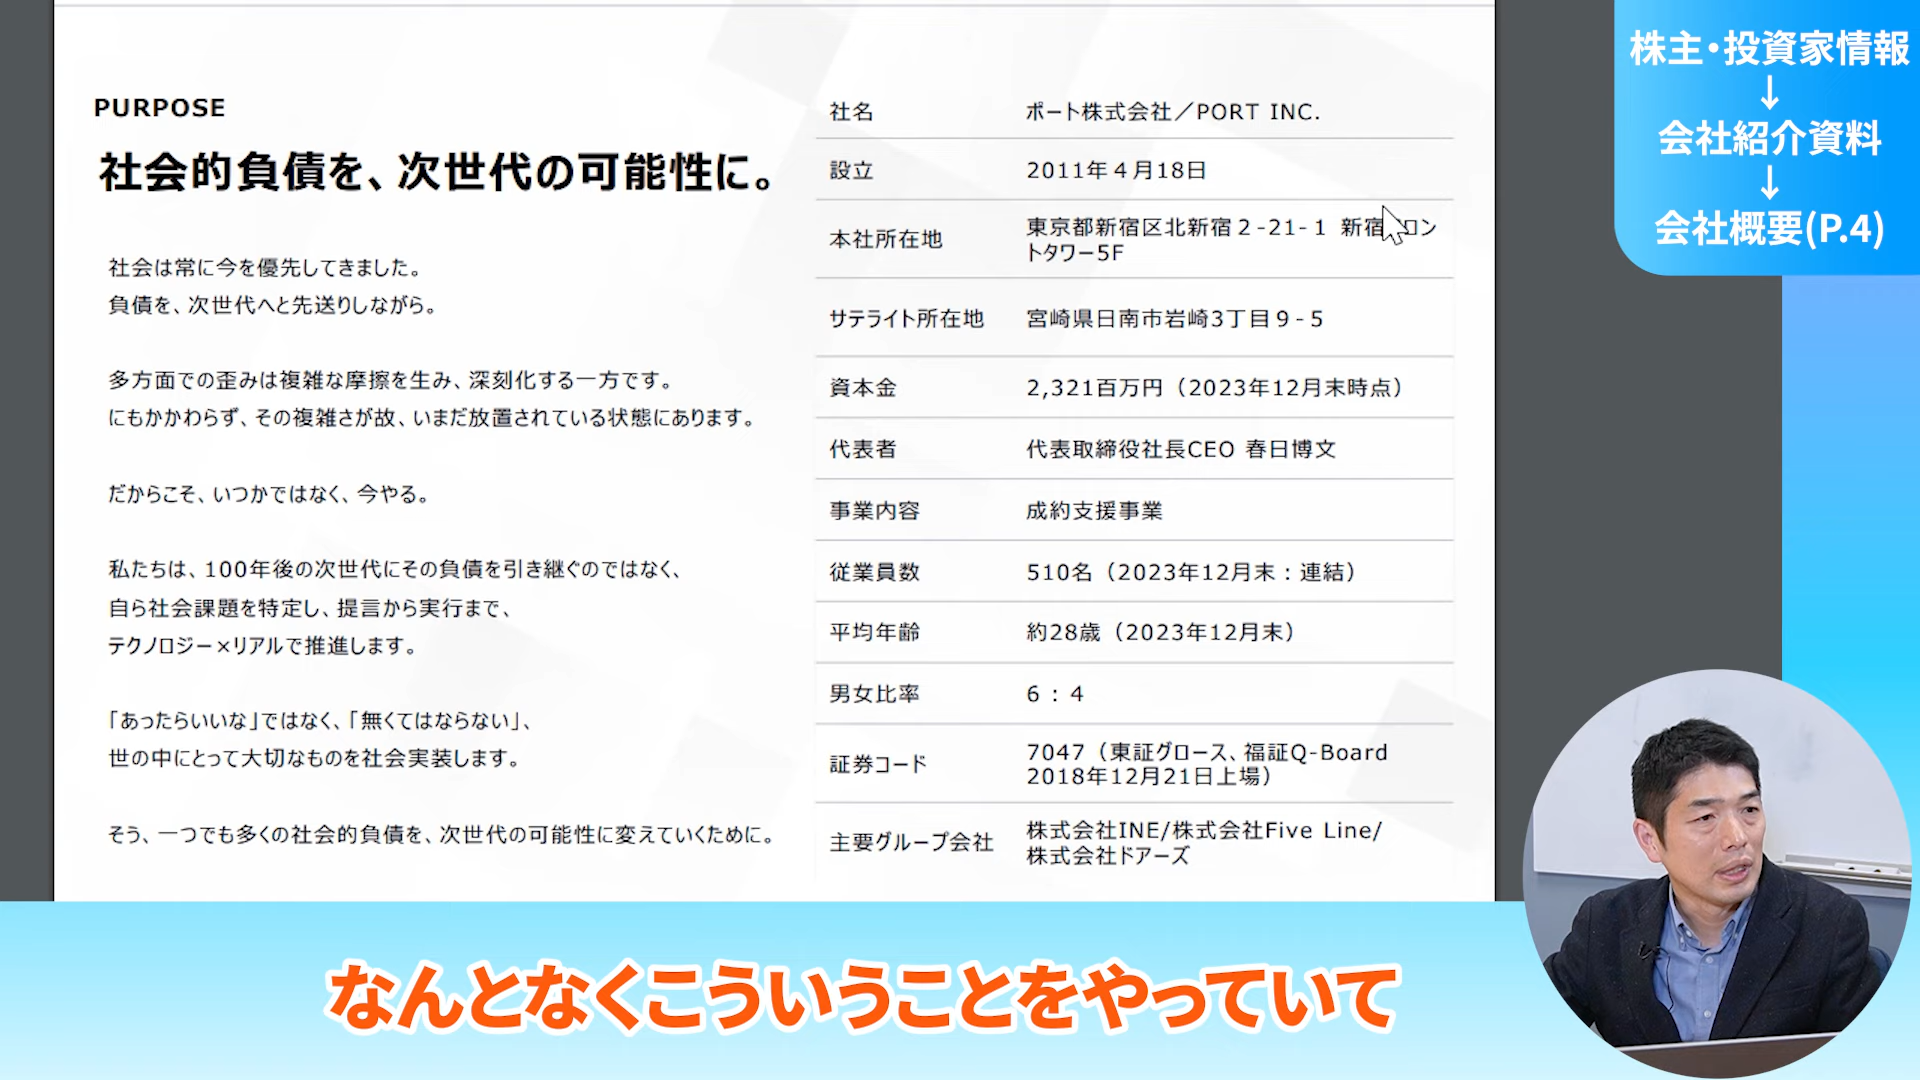 PURPOSE
社会的負債を、次世代の可能性に。
社会は常に今を優先してきました。
負債を、次世代へと先送りしながら。
多方面での歪みは複雑な摩擦を生み、深刻化する一方です。
にもかかわらず、その複雑さが故、いまだ放置されている状態にあります。
だからこそ、いつかではなく、今やる。
私たちは、100年後の次世代にその負債を引き継ぐのではなく、
自ら社会課題を特定し、提言から実行まで、
テクノロジー×リアルで推進します。
「あったらいいな」ではなく、「無くてはならない」、
世の中にとって大切なものを社会実装します。
そう、一つでも多くの社会的負債を、次世代の可能性に変えていくために。
社名 ポート株式会社／PORT INC.
設立 2011年４月18日
本社所在地 東京都新宿区北新宿２-21-１ 新宿フロン
トタワー5F
サテライト所在地 宮崎県日南市岩崎3丁目９-５
資本金 2,321百万円（2023年12月末時点）
代表者 代表取締役社長CEO 春日博文
事業内容 成約支援事業
従業員数 510名（2023年12月末：連結）
平均年齢 約28歳（2023年12月末）
男女比率 6：4
証券コード 7047（東証グロース、福証Q-Board
2018年12月21日上場）
主要グループ会社 株式会社INE/株式会社Five Line/
株式会社ドアーズ
株主・投資家情報
↓
会社紹介資料
↓
会社概要(P.4)
なんとなくこういうことをやっていて